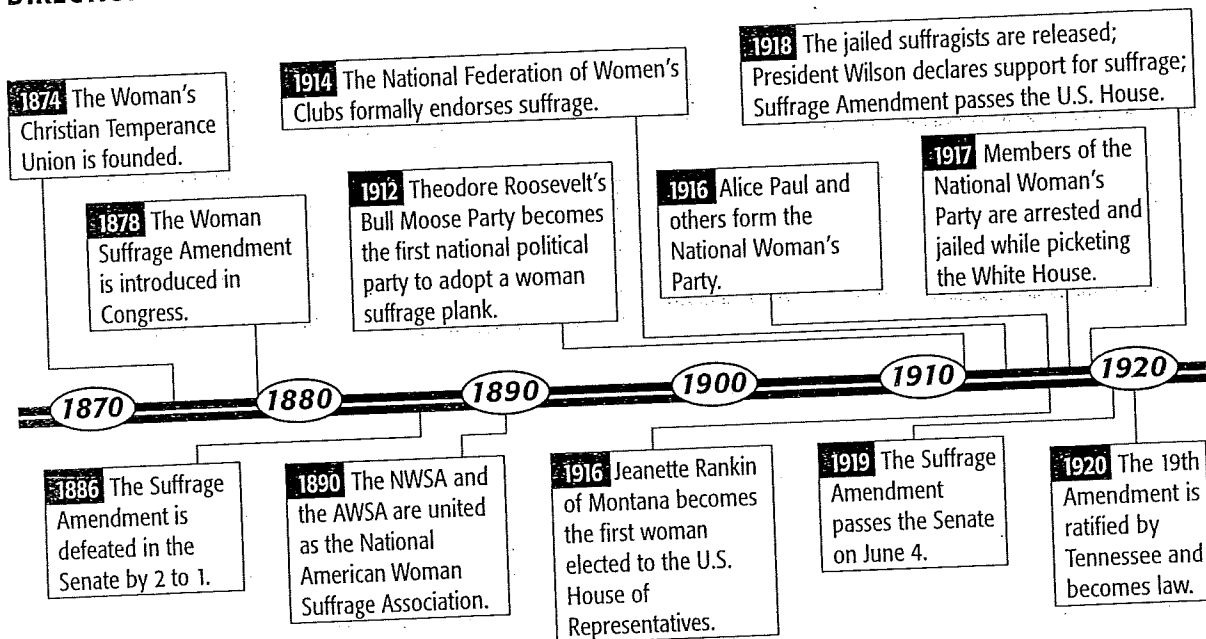 1874 The Woman's
Christian Temperance
Union is founded.
1914 The National Federation of Women's
Clubs formally endorses suffrage.
1918 The jailed suffragists are released;
President Wilson declares support for suffrage;
Suffrage Amendment passes the U.S. House.
1878 The Woman
Suffrage Amendment
is introduced in
Congress.
1912 Theodore Roosevelt's
Bull Moose Party becomes
the first national political
party to adopt a woman
suffrage plank.
1916 Alice Paul and
others form the
National Woman's
Party.
1917 Members of the
National Woman's
Party are arrested and
jailed while picketing
the White House.
1870 1880 1890 1900 1910 1920
1886 The Suffrage
Amendment is
defeated in the
Senate by 2 to 1.
1890 The NWSA and
the AWSA are united
as the National
American Woman
Suffrage Association.
1916 Jeanette Rankin
of Montana becomes
the first woman
elected to the U.S.
House of
Representatives.
1919 The Suffrage
Amendment
passes the Senate
on June 4.
1920 The 19th
Amendment is
ratified by
Tennessee and
becomes law.